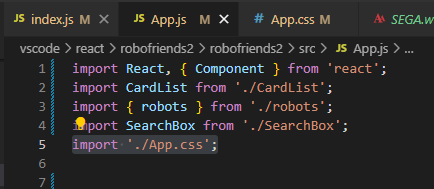 JS index.js M
JS App.js M X
# App.css M
SEGA.w
vscode > react > robofriends2 > robofriends2 > src > JS App.js > ...
1 import React, { Component } from 'react';
2 import CardList from './CardList';
3 import { robots } from './robots';
4 import SearchBox from './SearchBox';
5 import './App.css';
6
7